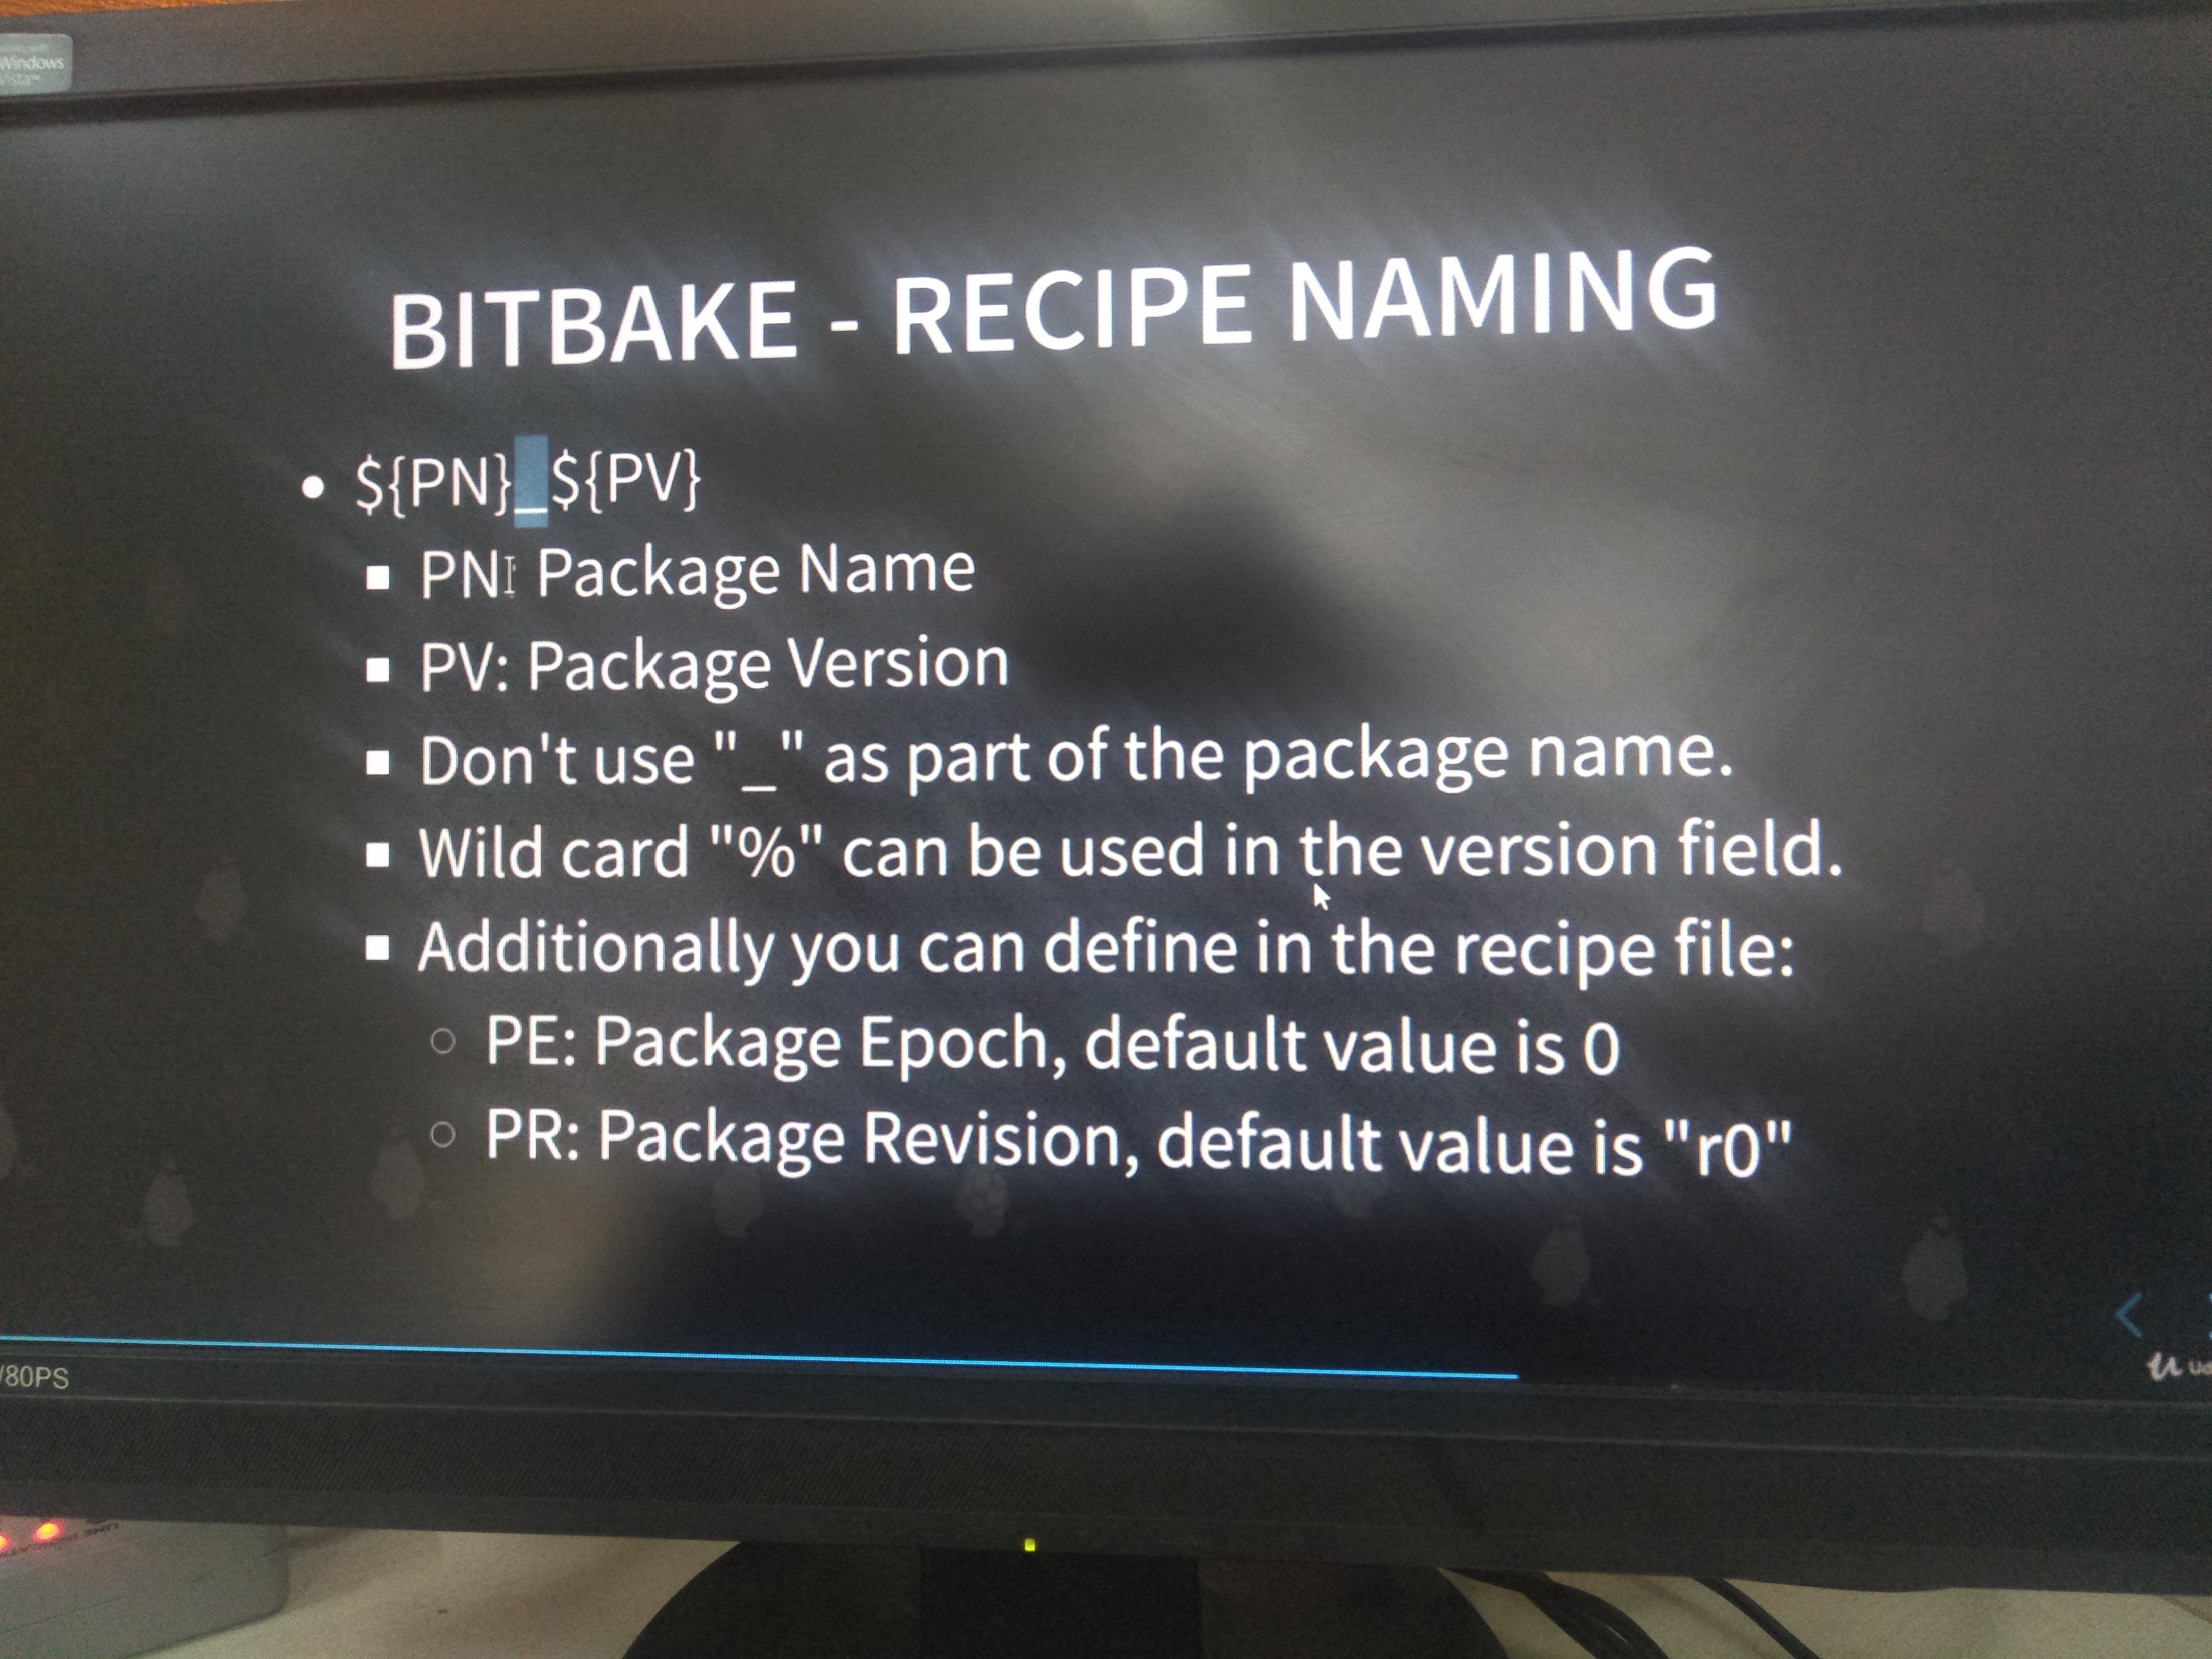 Windows
Vista™
BITBAKE - RECIPE NAMING
• ${PN}_${PV}
▪ PN: Package Name
▪ PV: Package Version
▪ Don't use "_" as part of the package name.
▪ Wild card "%" can be used in the version field.
▪ Additionally you can define in the recipe file:
○ PE: Package Epoch, default value is 0
○ PR: Package Revision, default value is "r0"
/80PS